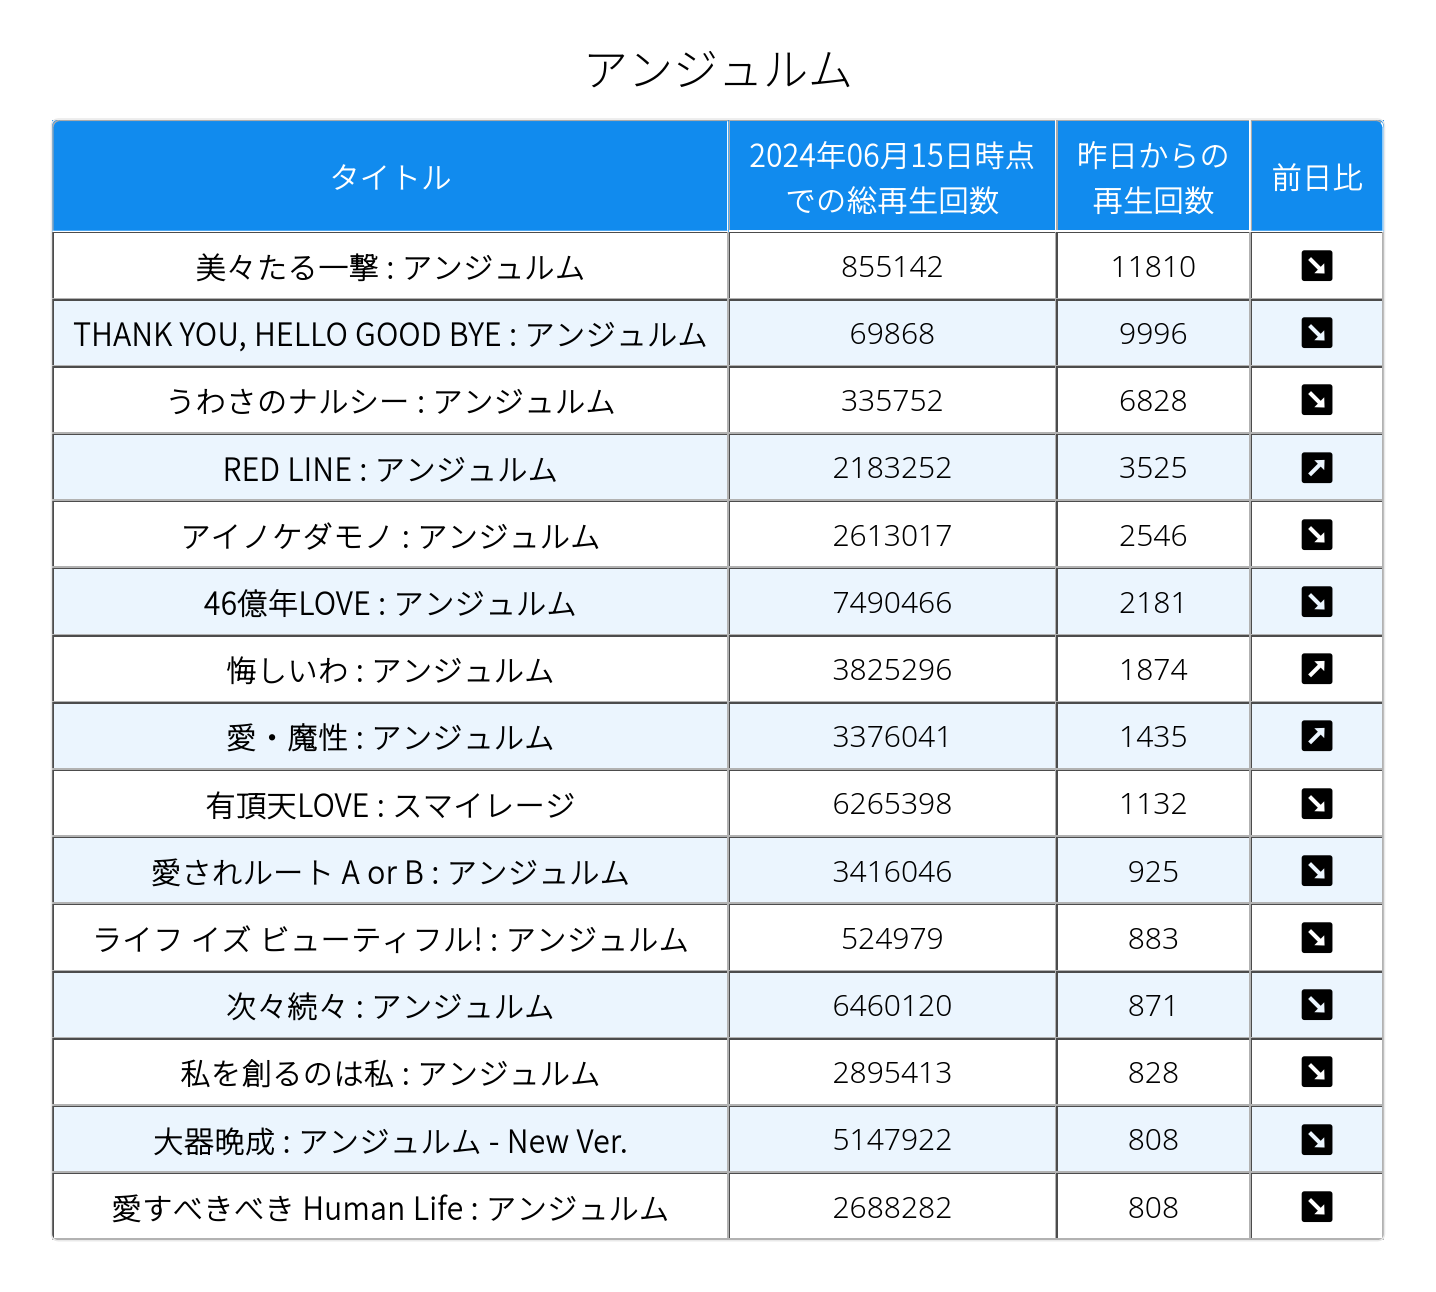 アンジュルム
タイトル 2024年06月15日時点での総再生回数 昨日からの再生回数 前日比
美々たる一撃 : アンジュルム 855142 11810 ↘
THANK YOU, HELLO GOOD BYE : アンジュルム 69868 9996 ↘
うわさのナルシー : アンジュルム 335752 6828 ↘
RED LINE : アンジュルム 2183252 3525 ↗
アイノケダモノ : アンジュルム 2613017 2546 ↘
46億年LOVE : アンジュルム 7490466 2181 ↘
悔しいわ : アンジュルム 3825296 1874 ↗
愛・魔性 : アンジュルム 3376041 1435 ↗
有頂天LOVE : スマイレージ 6265398 1132 ↘
愛されルート A or B : アンジュルム 3416046 925 ↘
ライフ イズ ビューティフル! : アンジュルム 524979 883 ↘
次々続々 : アンジュルム 6460120 871 ↘
私を創るのは私 : アンジュルム 2895413 828 ↘
大器晩成 : アンジュルム - New Ver. 5147922 808 ↘
愛すべきべき Human Life : アンジュルム 2688282 808 ↘